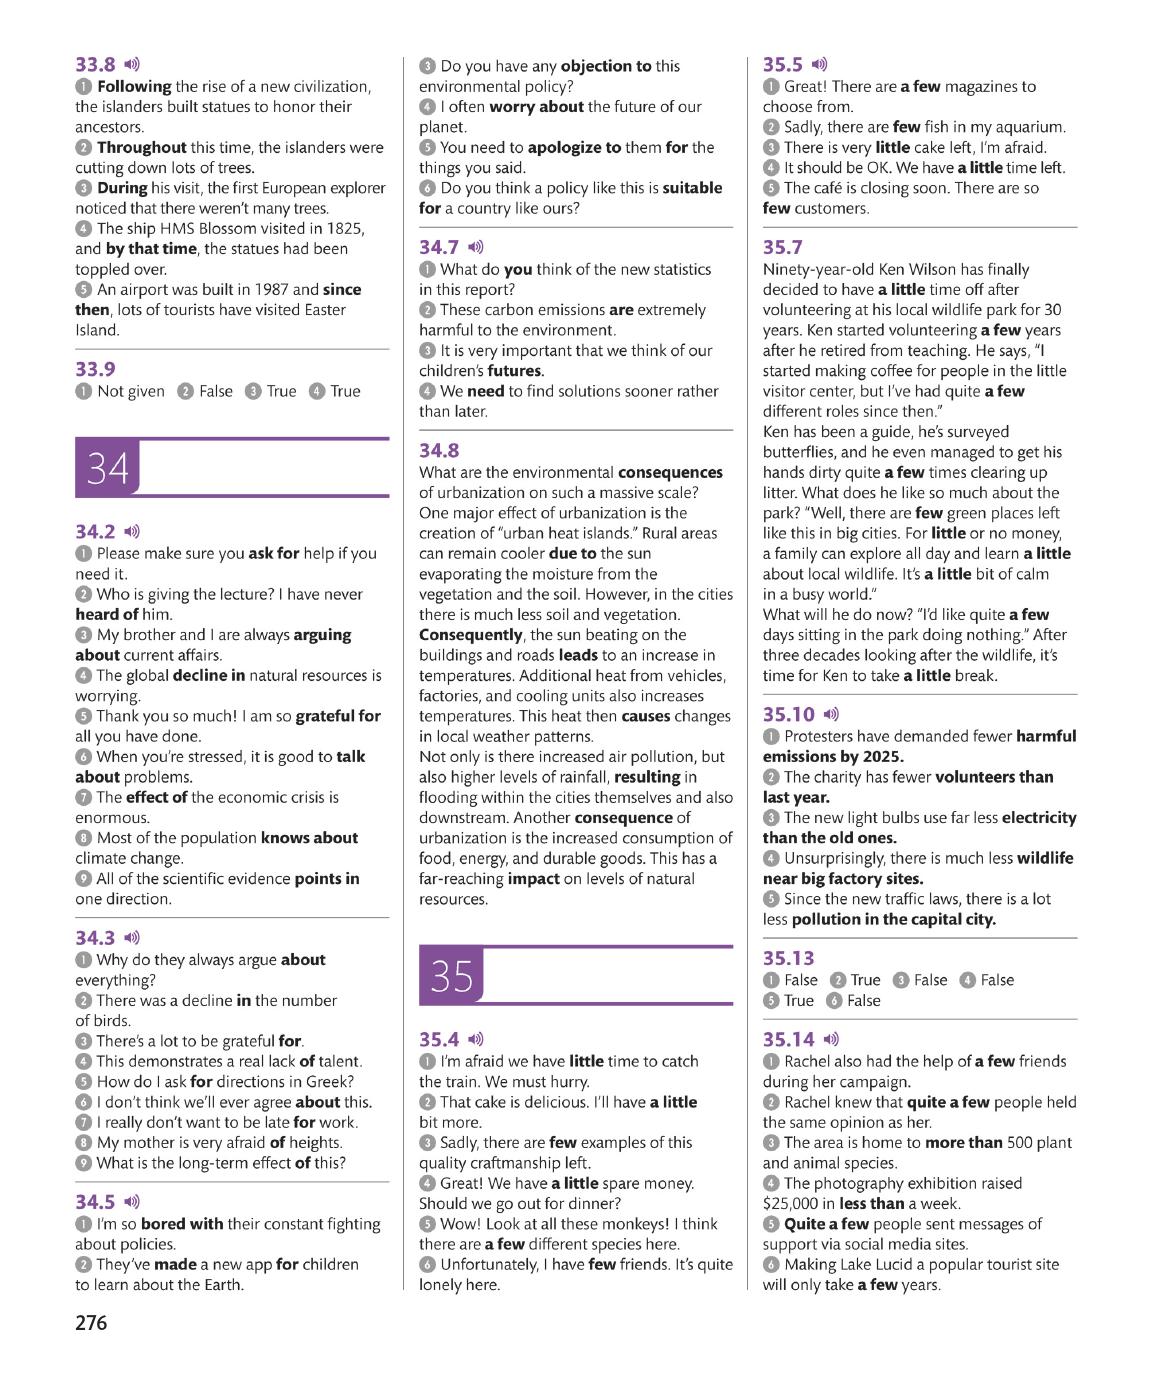 33.8
1 Following the rise of a new civilization,
the islanders built statues to honor their
ancestors.
2 Throughout this time, the islanders were
cutting down lots of trees.
3 During his visit, the first European explorer
noticed that there weren’t many trees.
4 The ship HMS Blossom visited in 1825,
and by that time, the statues had been
toppled over.
5 An airport was built in 1987 and since
then, lots of tourists have visited Easter
Island.
33.9
1 Not given 2 False 3 True 4 True
34
34.2
1 Please make sure you ask for help if you
need it.
2 Who is giving the lecture? I have never
heard of him.
3 My brother and I are always arguing
about current affairs.
4 The global decline in natural resources is
worrying.
5 Thank you so much! I am so grateful for
all you have done.
6 When you’re stressed, it is good to talk
about problems.
7 The effect of the economic crisis is
enormous.
8 Most of the population knows about
climate change.
9 All of the scientific evidence points in
one direction.
34.3
1 Why do they always argue about
everything?
2 There was a decline in the number
of birds.
3 There’s a lot to be grateful for.
4 This demonstrates a real lack of talent.
5 How do I ask for directions in Greek?
6 I don’t think we’ll ever agree about this.
7 I really don’t want to be late for work.
8 My mother is very afraid of heights.
9 What is the long-term effect of this?
34.5
1 I’m so bored with their constant fighting
about policies.
2 They’ve made a new app for children
to learn about the Earth.
3 Do you have any objection to this
environmental policy?
4 I often worry about the future of our
planet.
5 You need to apologize to them for the
things you said.
6 Do you think a policy like this is suitable
for a country like ours?
34.7
1 What do you think of the new statistics
in this report?
2 These carbon emissions are extremely
harmful to the environment.
3 It is very important that we think of our
children’s futures.
4 We need to find solutions sooner rather
than later.
34.8
What are the environmental consequences
of urbanization on such a massive scale?
One major effect of urbanization is the
creation of “urban heat islands.” Rural areas
can remain cooler due to the sun
evaporating the moisture from the
vegetation and the soil. However, in the cities
there is much less soil and vegetation.
Consequently, the sun beating on the
buildings and roads leads to an increase in
temperatures. Additional heat from vehicles,
factories, and cooling units also increases
temperatures. This heat then causes changes
in local weather patterns.
Not only is there increased air pollution, but
also higher levels of rainfall, resulting in
flooding within the cities themselves and also
downstream. Another consequence of
urbanization is the increased consumption of
food, energy, and durable goods. This has a
far-reaching impact on levels of natural
resources.
35
35.4
1 I’m afraid we have little time to catch
the train. We must hurry.
2 That cake is delicious. I’ll have a little
bit more.
3 Sadly, there are few examples of this
quality craftmanship left.
4 Great! We have a little spare money.
Should we go out for dinner?
5 Wow! Look at all these monkeys! I think
there are a few different species here.
6 Unfortunately, I have few friends. It’s quite
lonely here.
35.5
1 Great! There are a few magazines to
choose from.
2 Sadly, there are few fish in my aquarium.
3 There is very little cake left, I’m afraid.
4 It should be OK. We have a little time left.
5 The café is closing soon. There are so
few customers.
35.7
Ninety-year-old Ken Wilson has finally
decided to have a little time off after
volunteering at his local wildlife park for 30
years. Ken started volunteering a few years
after he retired from teaching. He says, “I
started making coffee for people in the little
visitor center, but I’ve had quite a few
different roles since then.”
Ken has been a guide, he’s surveyed
butterflies, and he even managed to get his
hands dirty quite a few times clearing up
litter. What does he like so much about the
park? “Well, there are few green places left
like this in big cities. For little or no money,
a family can explore all day and learn a little
about local wildlife. It’s a little bit of calm
in a busy world.”
What will he do now? “I’d like quite a few
days sitting in the park doing nothing.” After
three decades looking after the wildlife, it’s
time for Ken to take a little break.
35.10
1 Protesters have demanded fewer harmful
emissions by 2025.
2 The charity has fewer volunteers than
last year.
3 The new light bulbs use far less electricity
than the old ones.
4 Unsurprisingly, there is much less wildlife
near big factory sites.
5 Since the new traffic laws, there is a lot
less pollution in the capital city.
35.13
1 False 2 True 3 False 4 False
5 True 6 False
35.14
1 Rachel also had the help of a few friends
during her campaign.
2 Rachel knew that quite a few people held
the same opinion as her.
3 The area is home to more than 500 plant
and animal species.
4 The photography exhibition raised
$25,000 in less than a week.
5 Quite a few people sent messages of
support via social media sites.
6 Making Lake Lucid a popular tourist site
will only take a few years.
276